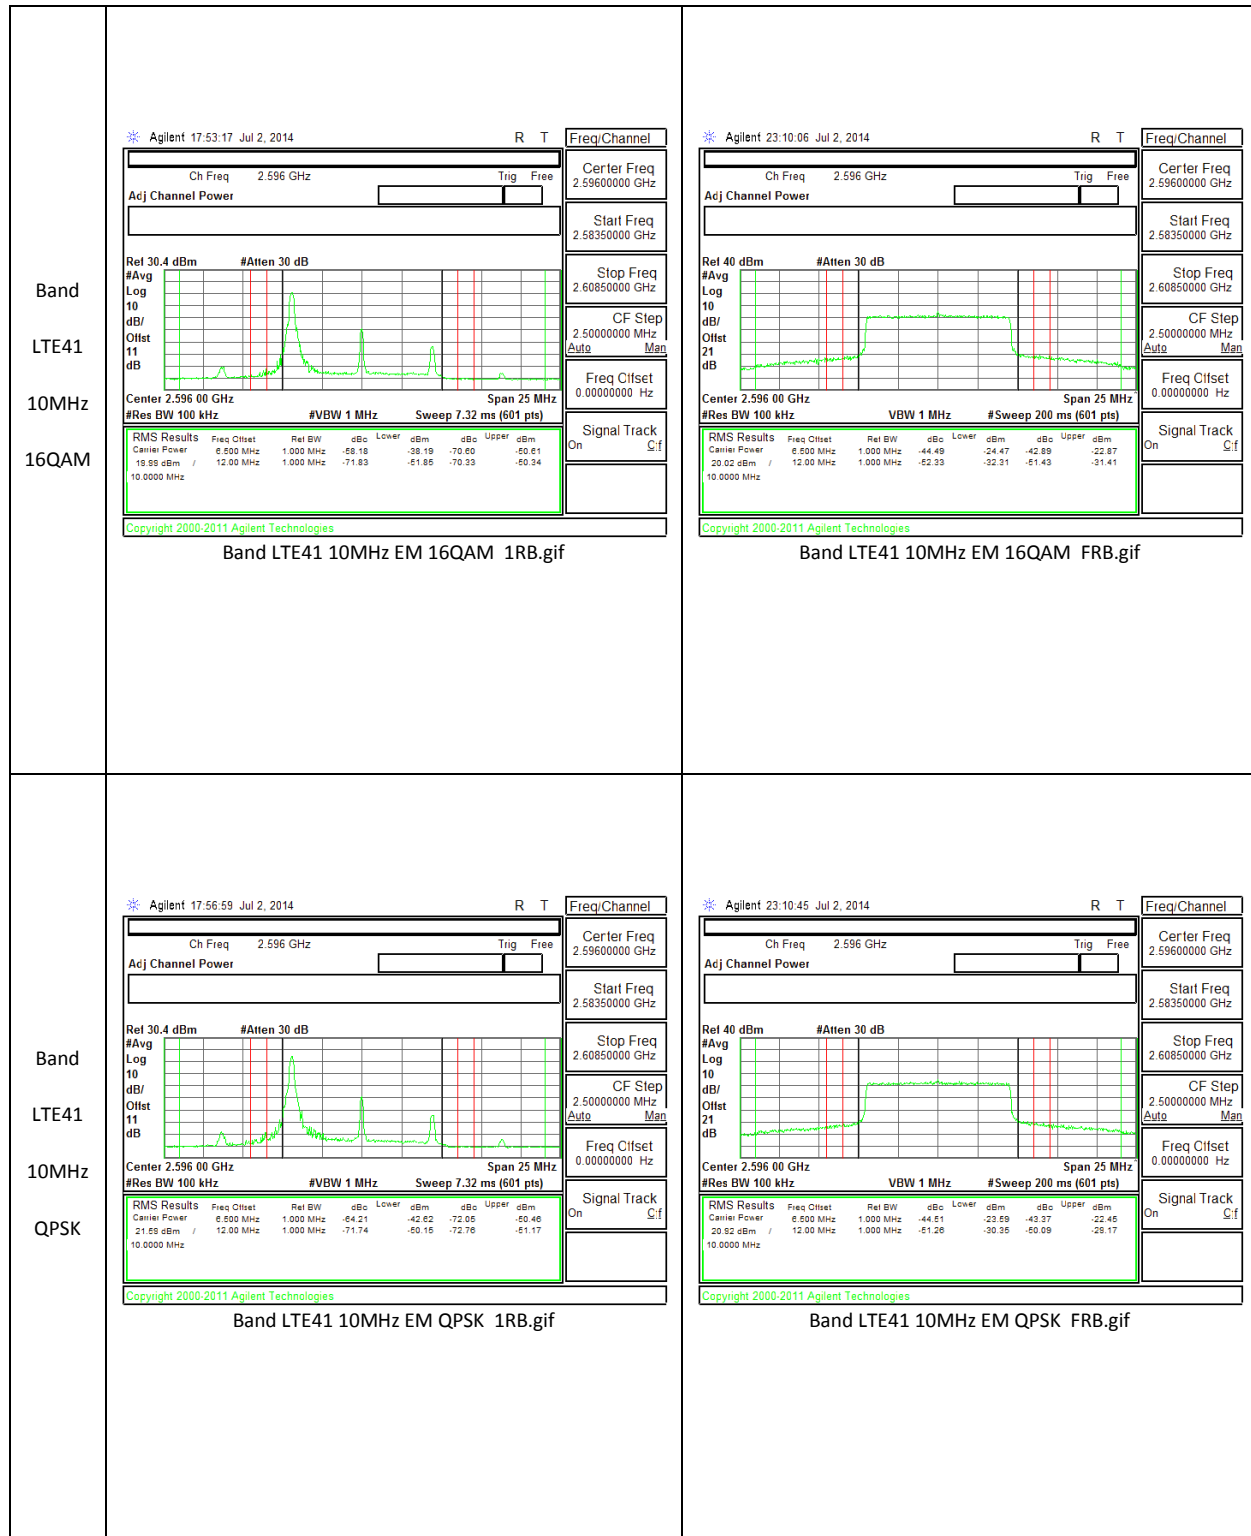 Band
LTE41
10MHz
16QAM
Agilent 17:53:17 Jul 2, 2014 R T
Ch Freq 2.596 GHz Trig Free
Adj Channel Power
Ref 30.4 dBm #Atten 30 dB
#Avg
Log
10
dB/
Offst
11
dB
Center 2.596 00 GHz Span 25 MHz
#Res BW 100 kHz #VBW 1 MHz Sweep 7.32 ms (601 pts)
RMS Results Freq Offset Ref BW dBc Lower dBm dBc Upper dBm
Carrier Power 6.500 MHz 1.000 MHz -58.18 -38.19 -70.60 -50.61
19.99 dBm / 12.00 MHz 1.000 MHz -71.83 -51.85 -70.33 -50.34
10.0000 MHz
Copyright 2000-2011 Agilent Technologies
Freq/Channel
Center Freq
2.59600000 GHz
Start Freq
2.58350000 GHz
Stop Freq
2.60850000 GHz
CF Step
2.50000000 MHz
Auto Man
Freq Offset
0.00000000 Hz
Signal Track
On Off
Band LTE41 10MHz EM 16QAM 1RB.gif
Agilent 23:10:06 Jul 2, 2014 R T
Ch Freq 2.596 GHz Trig Free
Adj Channel Power
Ref 40 dBm #Atten 30 dB
#Avg
Log
10
dB/
Offst
21
dB
Center 2.596 00 GHz Span 25 MHz
#Res BW 100 kHz VBW 1 MHz #Sweep 200 ms (601 pts)
RMS Results Freq Offset Ref BW dBc Lower dBm dBc Upper dBm
Carrier Power 6.500 MHz 1.000 MHz -44.49 -24.47 -42.89 -22.87
20.02 dBm / 12.00 MHz 1.000 MHz -52.33 -32.31 -51.43 -31.41
10.0000 MHz
Copyright 2000-2011 Agilent Technologies
Freq/Channel
Center Freq
2.59600000 GHz
Start Freq
2.58350000 GHz
Stop Freq
2.60850000 GHz
CF Step
2.50000000 MHz
Auto Man
Freq Offset
0.00000000 Hz
Signal Track
On Off
Band LTE41 10MHz EM 16QAM FRB.gif
Band
LTE41
10MHz
QPSK
Agilent 17:56:59 Jul 2, 2014 R T
Ch Freq 2.596 GHz Trig Free
Adj Channel Power
Ref 30.4 dBm #Atten 30 dB
#Avg
Log
10
dB/
Offst
11
dB
Center 2.596 00 GHz Span 25 MHz
#Res BW 100 kHz #VBW 1 MHz Sweep 7.32 ms (601 pts)
RMS Results Freq Offset Ref BW dBc Lower dBm dBc Upper dBm
Carrier Power 6.500 MHz 1.000 MHz -64.21 -42.62 -72.05 -50.46
21.59 dBm / 12.00 MHz 1.000 MHz -71.74 -50.15 -72.76 -51.17
10.0000 MHz
Copyright 2000-2011 Agilent Technologies
Freq/Channel
Center Freq
2.59600000 GHz
Start Freq
2.58350000 GHz
Stop Freq
2.60850000 GHz
CF Step
2.50000000 MHz
Auto Man
Freq Offset
0.00000000 Hz
Signal Track
On Off
Band LTE41 10MHz EM QPSK 1RB.gif
Agilent 23:10:45 Jul 2, 2014 R T
Ch Freq 2.596 GHz Trig Free
Adj Channel Power
Ref 40 dBm #Atten 30 dB
#Avg
Log
10
dB/
Offst
21
dB
Center 2.596 00 GHz Span 25 MHz
#Res BW 100 kHz VBW 1 MHz #Sweep 200 ms (601 pts)
RMS Results Freq Offset Ref BW dBc Lower dBm dBc Upper dBm
Carrier Power 6.500 MHz 1.000 MHz -44.51 -23.59 -43.37 -22.45
20.92 dBm / 12.00 MHz 1.000 MHz -51.26 -30.35 -50.09 -29.17
10.0000 MHz
Copyright 2000-2011 Agilent Technologies
Freq/Channel
Center Freq
2.59600000 GHz
Start Freq
2.58350000 GHz
Stop Freq
2.60850000 GHz
CF Step
2.50000000 MHz
Auto Man
Freq Offset
0.00000000 Hz
Signal Track
On Off
Band LTE41 10MHz EM QPSK FRB.gif